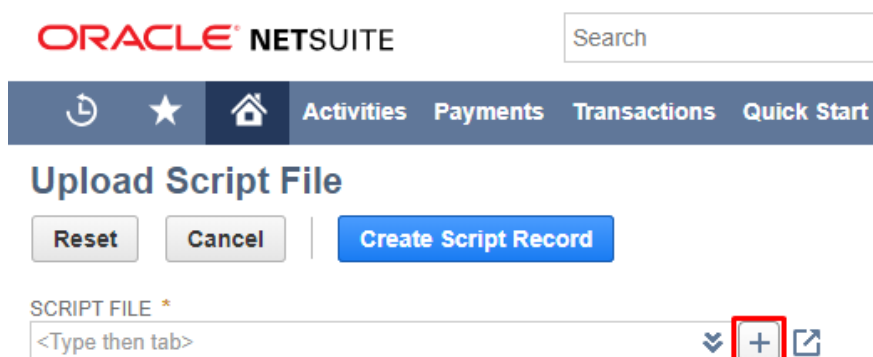 ORACLE NETSUITE
Search
Activities Payments Transactions Quick Start
Upload Script File
Reset Cancel Create Script Record
SCRIPT FILE *
<Type then tab>